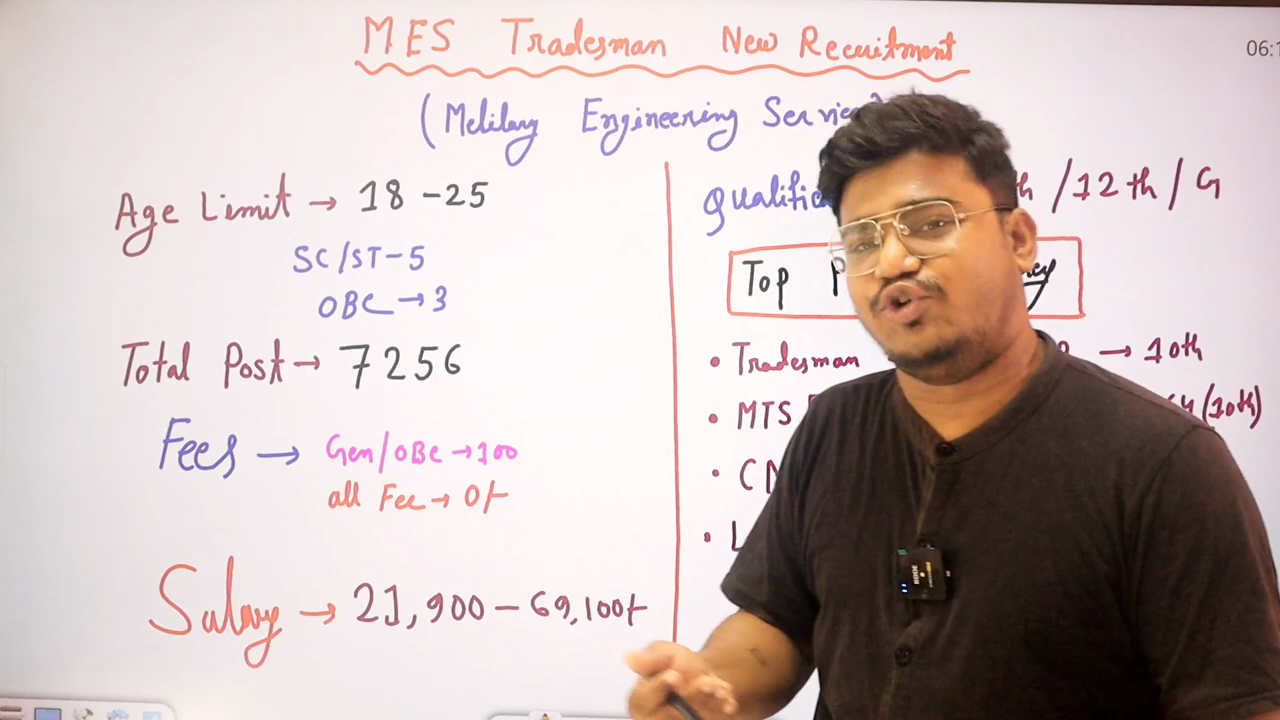 MES Tradesman New Recruitment
06:1
(Melilary Engineering Service)
Age Limit → 18 - 25
SC/ST - 5
OBC → 3
Total Post → 7256
Fees → Gen/OBC → 100
all Fee → 0/-
Salary → 21,900 - 69,100/-
/12th / G
Top
• Tradesman → 10th
• MTS (10th)
RODE